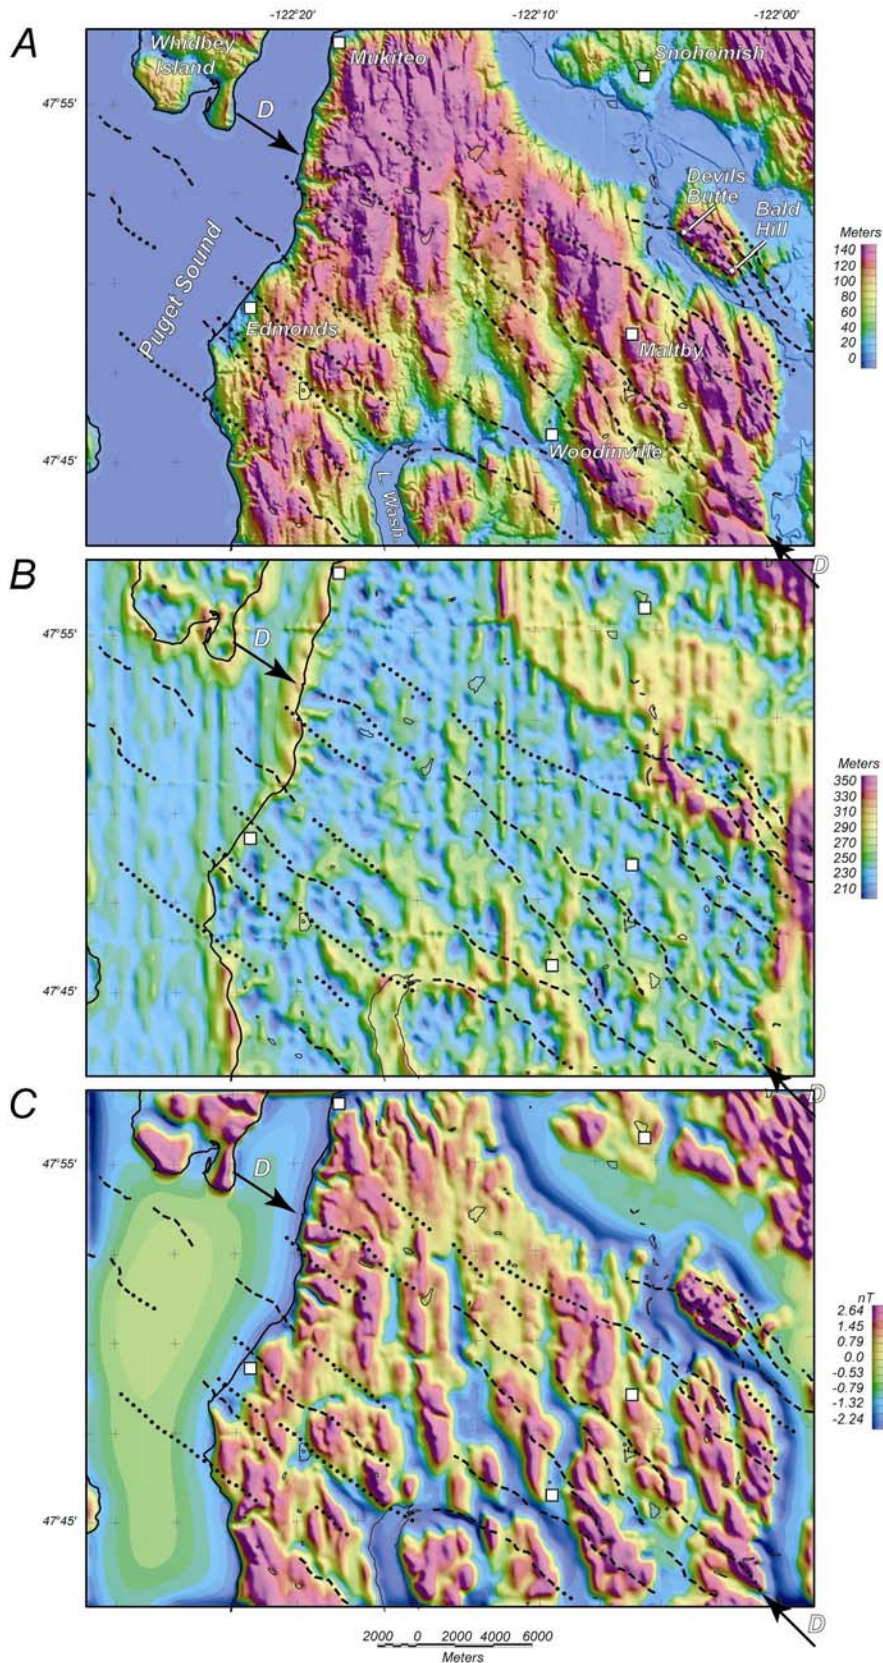 -122°20' -122°10' -122°00'
A
Whidbey
Island
Mukilteo
Snohomish
47°55'
D
Devils
Butte
Bald
Hill
Puget Sound
Meters
140
120
100
80
60
40
20
0
Edmonds
Maltby
Woodinville
47°45'
L. Wash.
D
B
47°55'
D
Meters
350
330
310
290
270
250
230
210
47°45'
D
C
47°55'
D
nT
2.64
1.45
0.79
0.0
-0.53
-0.79
-1.32
-2.24
47°45'
D
2000 0 2000 4000 6000
Meters